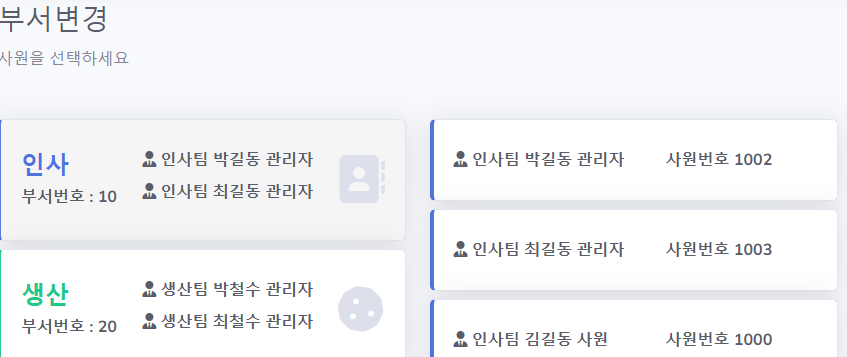 부서변경
사원을 선택하세요
인사
부서번호 : 10
인사팀 박길동 관리자
인사팀 최길동 관리자
생산
부서번호 : 20
생산팀 박철수 관리자
생산팀 최철수 관리자
인사팀 박길동 관리자 사원번호 1002
인사팀 최길동 관리자 사원번호 1003
인사팀 김길동 사원 사원번호 1000